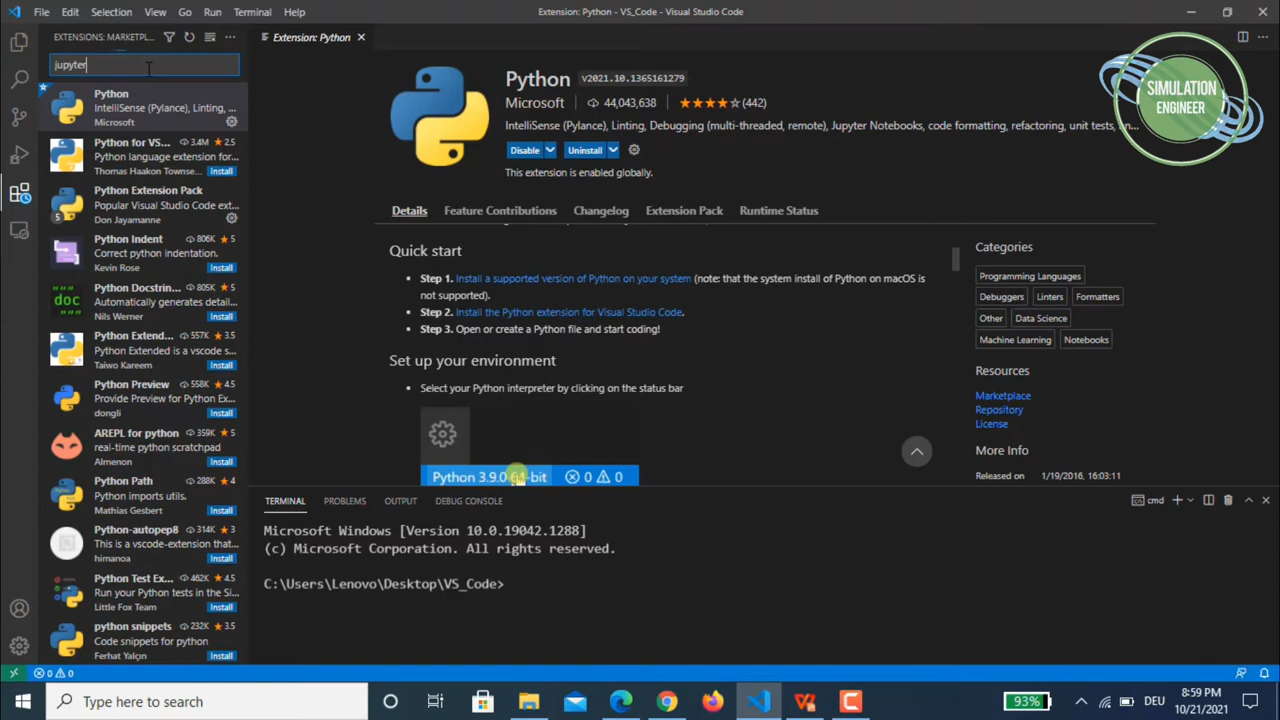 File Edit Selection View Go Run Terminal Help
Extension: Python - VS_Code - Visual Studio Code
EXTENSIONS: MARKETPL...
jupyter
Python
IntelliSense (Pylance), Linting, ...
Microsoft
Python for VS... 3.4M 2.5
Python language extension for...
Thomas Haakon Townse... Install
Python Extension Pack
Popular Visual Studio Code ext...
Don Jayamanne
5
Python Indent 806K 5
Correct python indentation.
Kevin Rose Install
doc
Python Docstrin... 805K 5
Automatically generates detail...
Nils Werner Install
Python Extend... 557K 3.5
Python Extended is a vscode s...
Taiwo Kareem Install
Python Preview 558K 4.5
Provide Preview for Python Ex...
dongli Install
AREPL for python 359K 5
real-time python scratchpad
Almenon Install
Python Path 288K 4
Python imports utils.
Mathias Gesbert Install
Python-autopep8 314K 3
This is a vscode-extension that...
himanoa Install
Python Test Ex... 462K 4.5
Run your Python tests in the Si...
Little Fox Team Install
python snippets 232K 3.5
Code snippets for python
Ferhat Yalçın Install
Extension: Python
Python v2021.10.1365161279
Microsoft 44,043,638 (442)
IntelliSense (Pylance), Linting, Debugging (multi-threaded, remote), Jupyter Notebooks, code formatting, refactoring, unit tests, ...
Disable Uninstall
This extension is enabled globally.
Details Feature Contributions Changelog Extension Pack Runtime Status
Quick start
• Step 1. Install a supported version of Python on your system (note: that the system install of Python on macOS is
not supported).
• Step 2. Install the Python extension for Visual Studio Code.
• Step 3. Open or create a Python file and start coding!
Set up your environment
• Select your Python interpreter by clicking on the status bar
Python 3.9.0 64-bit 0 0
Categories
Programming Languages
Debuggers Linters Formatters
Other Data Science
Machine Learning Notebooks
Resources
Marketplace
Repository
License
More Info
Released on 1/19/2016, 16:03:11
SIMULATION
ENGINEER
TERMINAL PROBLEMS OUTPUT DEBUG CONSOLE
cmd
Microsoft Windows [Version 10.0.19042.1288]
(c) Microsoft Corporation. All rights reserved.
C:\Users\Lenovo\Desktop\VS_Code>
0 0
Type here to search
93%
DEU
8:59 PM
10/21/2021